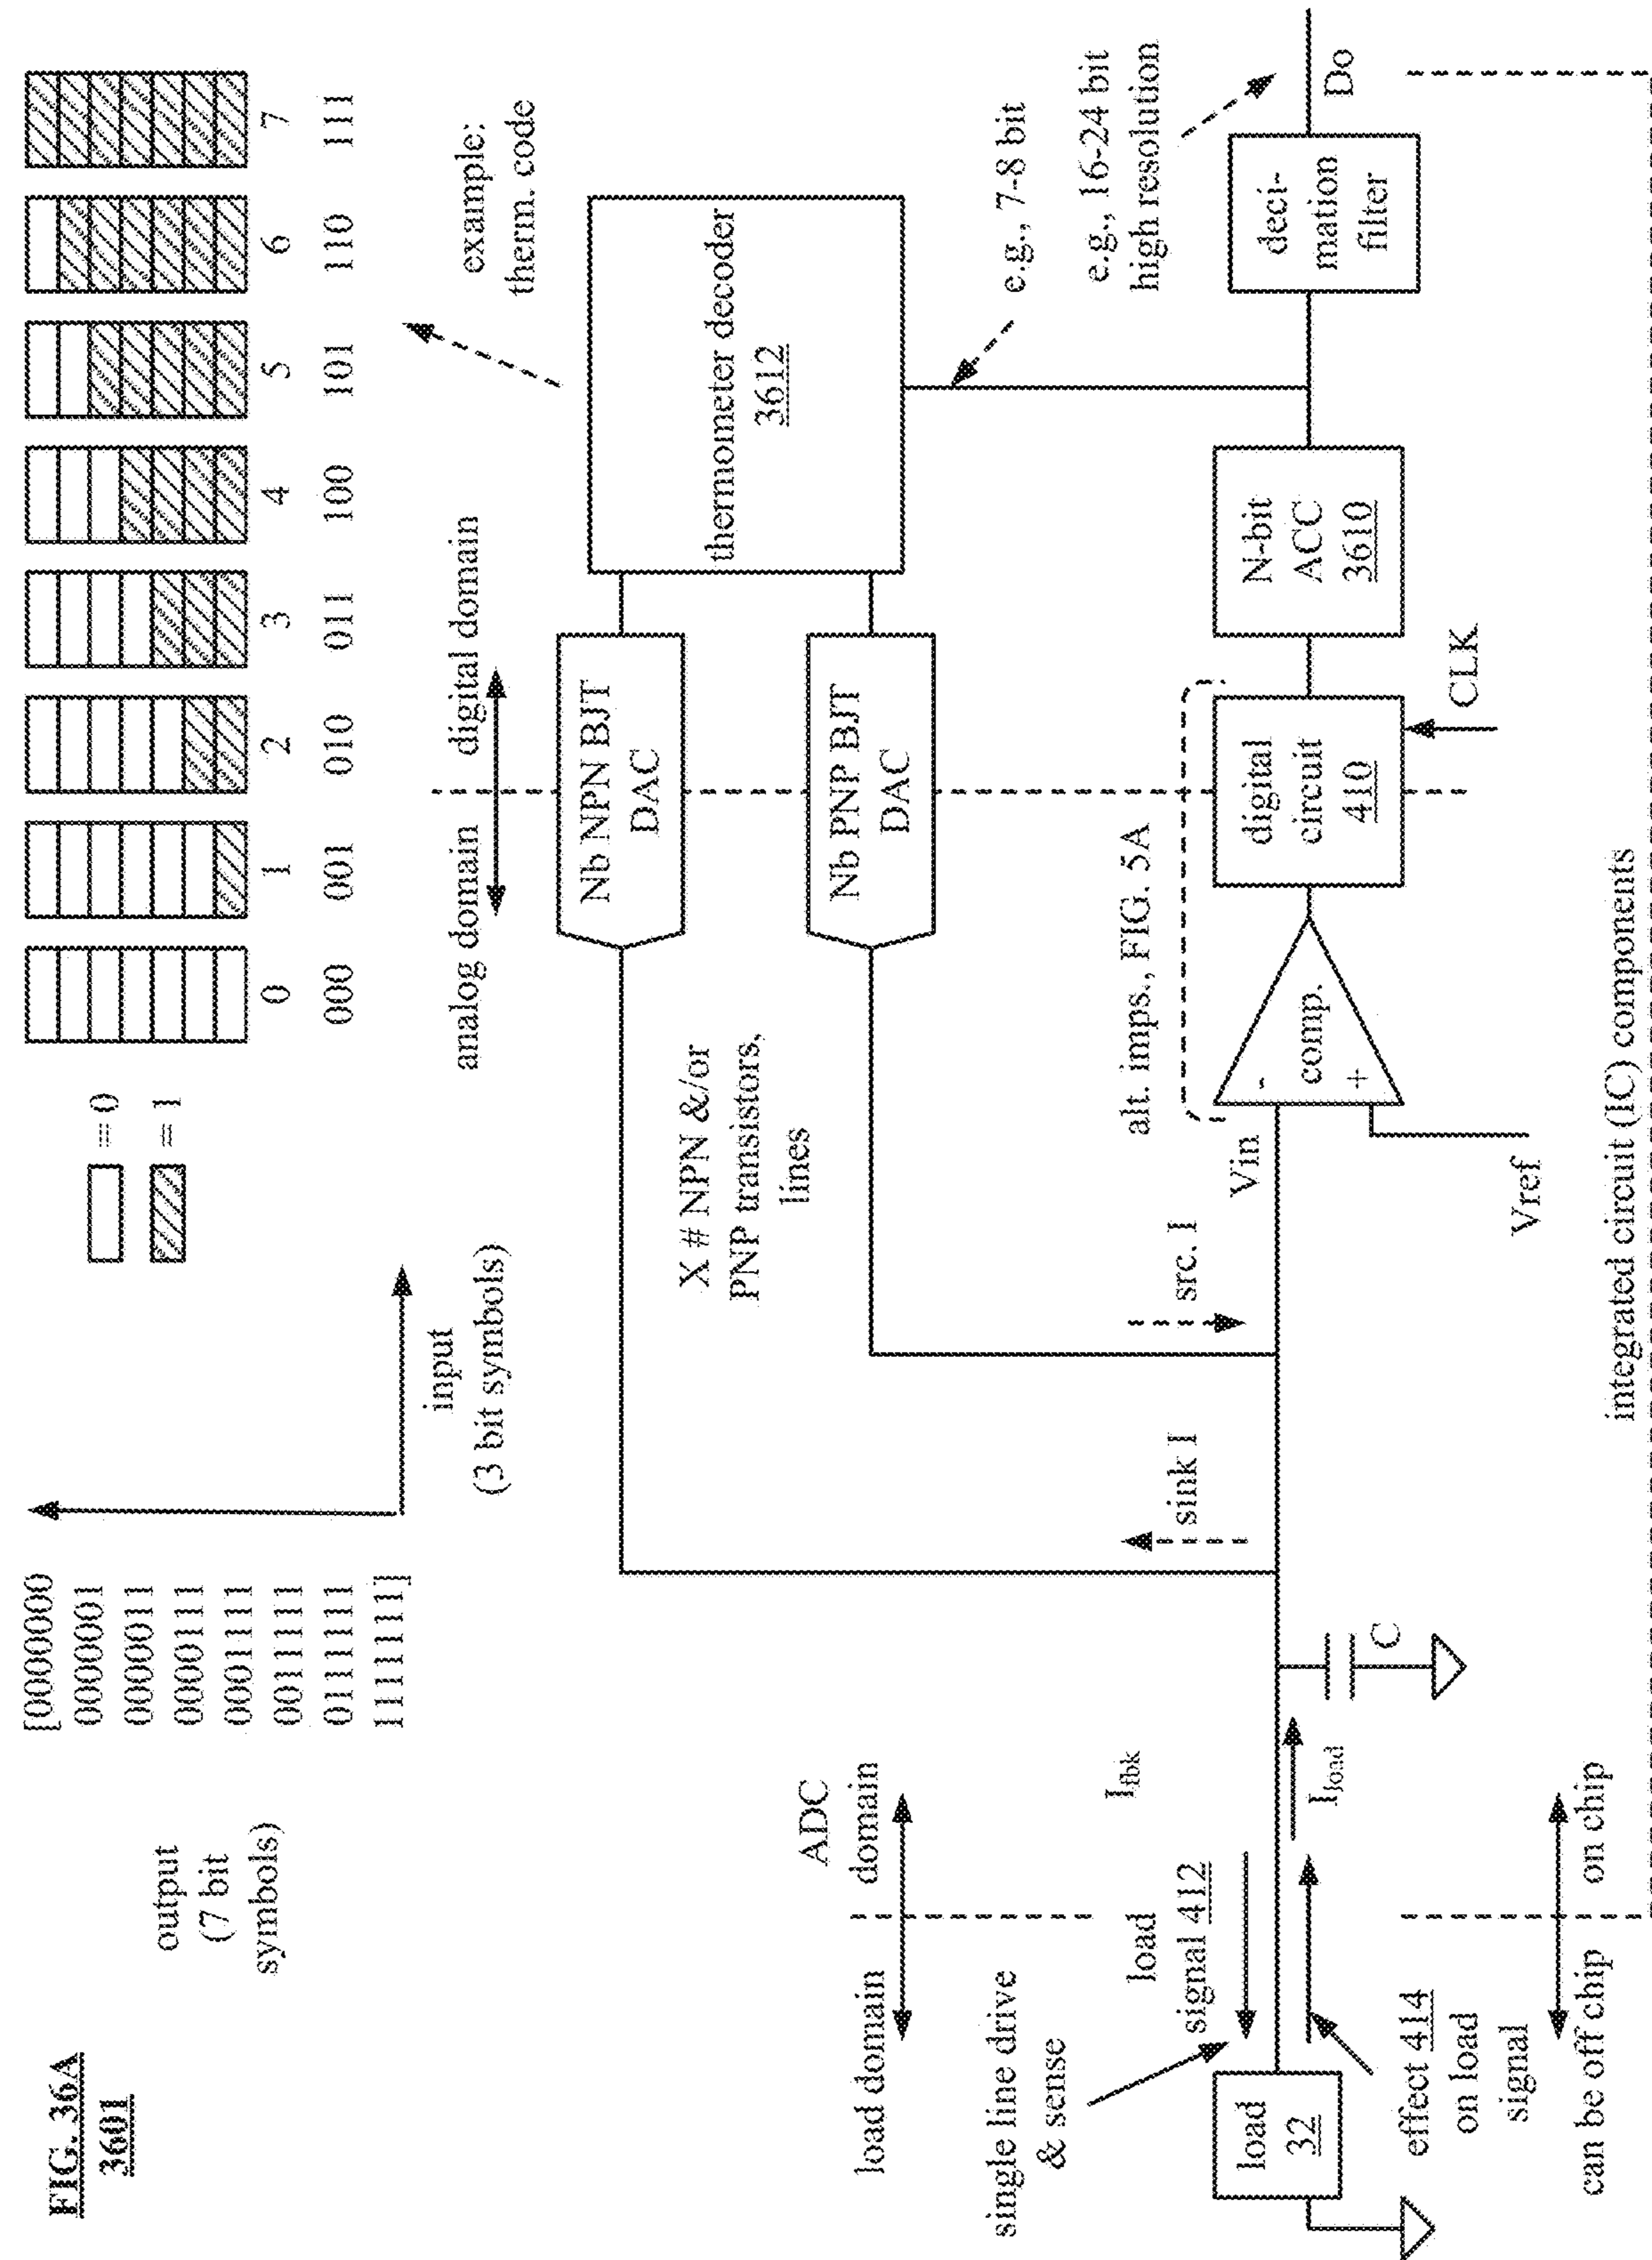 FIG. 36A
3601
output
(7 bit
symbols)
[0000000
0000001
0000011
0000111
0001111
0011111
0111111
1111111]
input
(3 bit symbols)
= 0
= 1
0
1
2
3
4
5
6
7
000
001
010
011
100
101
110
111
example:
therm. code
analog domain
digital domain
Nb NPN BJT
DAC
Nb PNP BJT
DAC
thermometer decoder
3612
X # NPN &/or
PNP transistors,
lines
e.g., 7-8 bit
e.g., 16-24 bit
high resolution
load domain
ADC
domain
single line drive
& sense
load
signal 412
Ifbk
sink I
src. I
alt. imps., FIG. 5A
load
32
Iload
C
Vin
Vref
-
comp.
+
digital
circuit
410
CLK
N-bit
ACC
3610
deci-
mation
filter
Do
effect 414
on load
signal
can be off chip
on chip
integrated circuit (IC) components